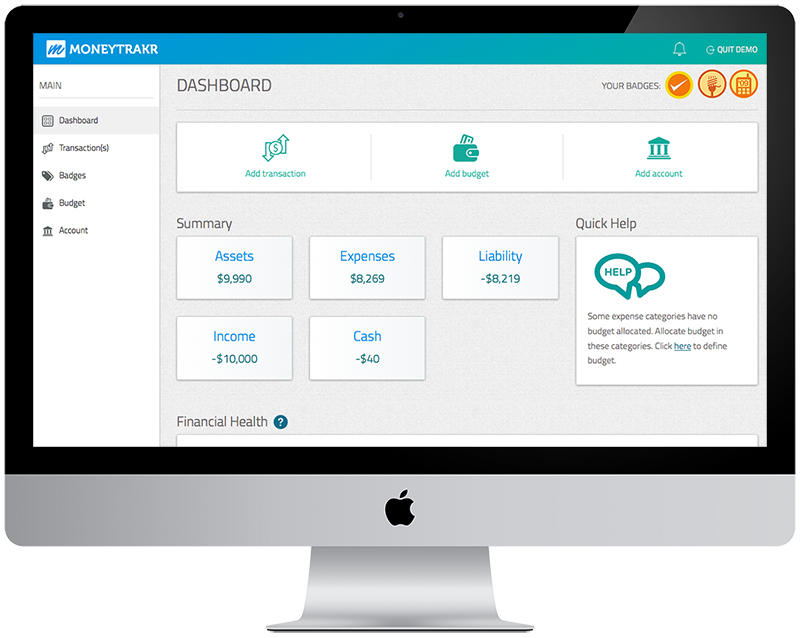 m MONEYTRAKR
QUIT DEMO
MAIN
Dashboard
Transaction(s)
Badges
Budget
Account
DASHBOARD
YOUR BADGES:
Add transaction
Add budget
Add account
Summary
Assets
$9,990
Expenses
$8,269
Liability
-$8,219
Income
-$10,000
Cash
-$40
Quick Help
HELP
Some expense categories have no
budget allocated. Allocate budget in
these categories. Click here to define
budget.
Financial Health ?